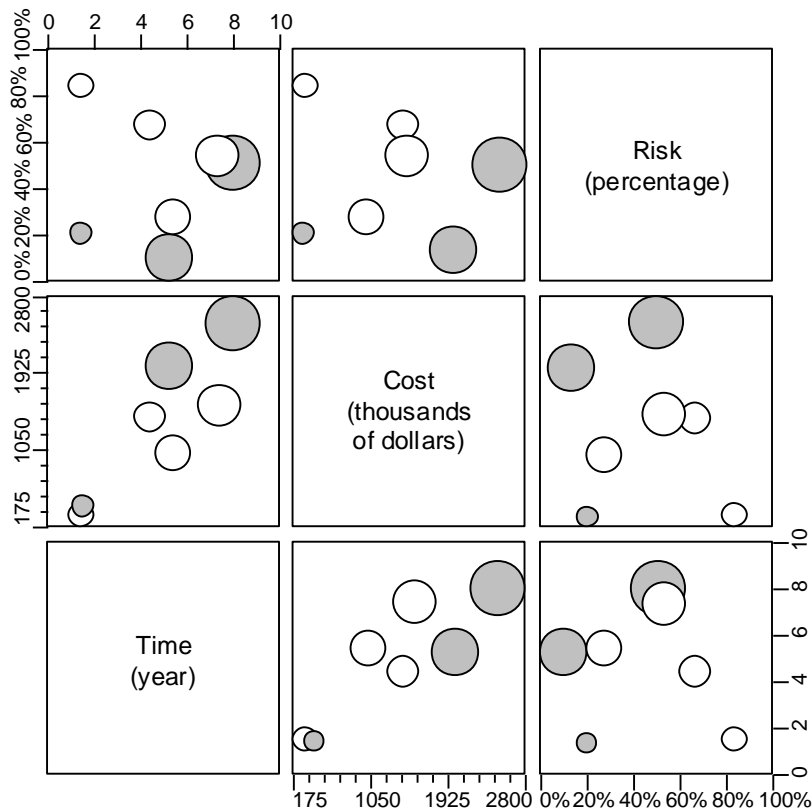 0 2 4 6 8 10
0% 20% 40% 60% 80% 100%
Risk
(percentage)
175 1050 1925 2800
Cost
(thousands
of dollars)
Time
(year)
0 2 4 6 8 10
175 1050 1925 2800
0% 20% 40% 60% 80% 100%